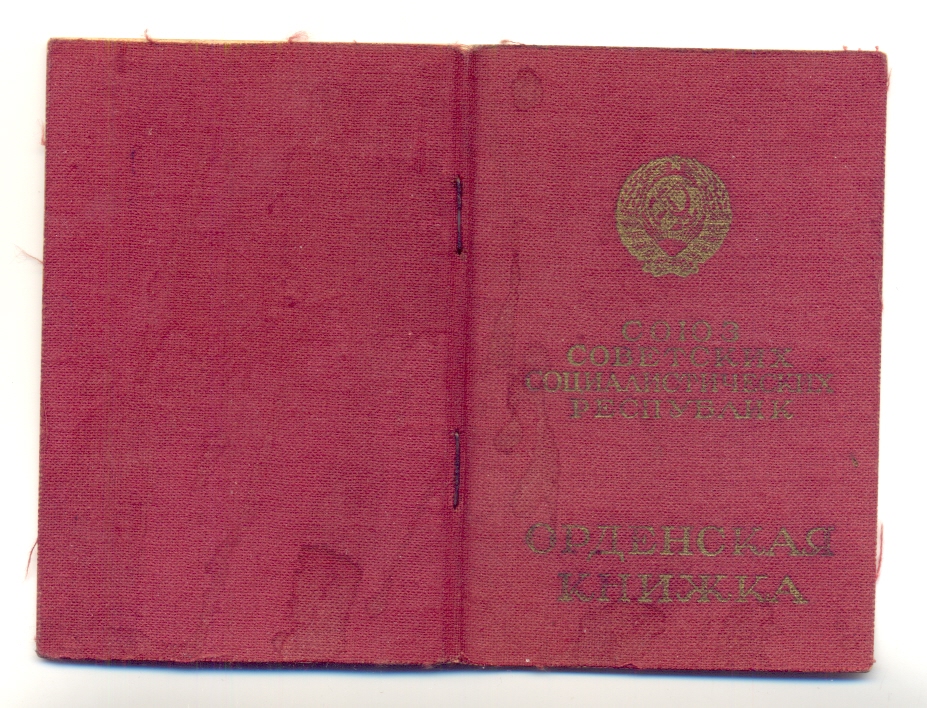 СОЮЗ
СОВЕТСКИХ
СОЦИАЛИСТИЧЕСКИХ
РЕСПУБЛИК
ОРДЕНСКАЯ
КНИЖКА